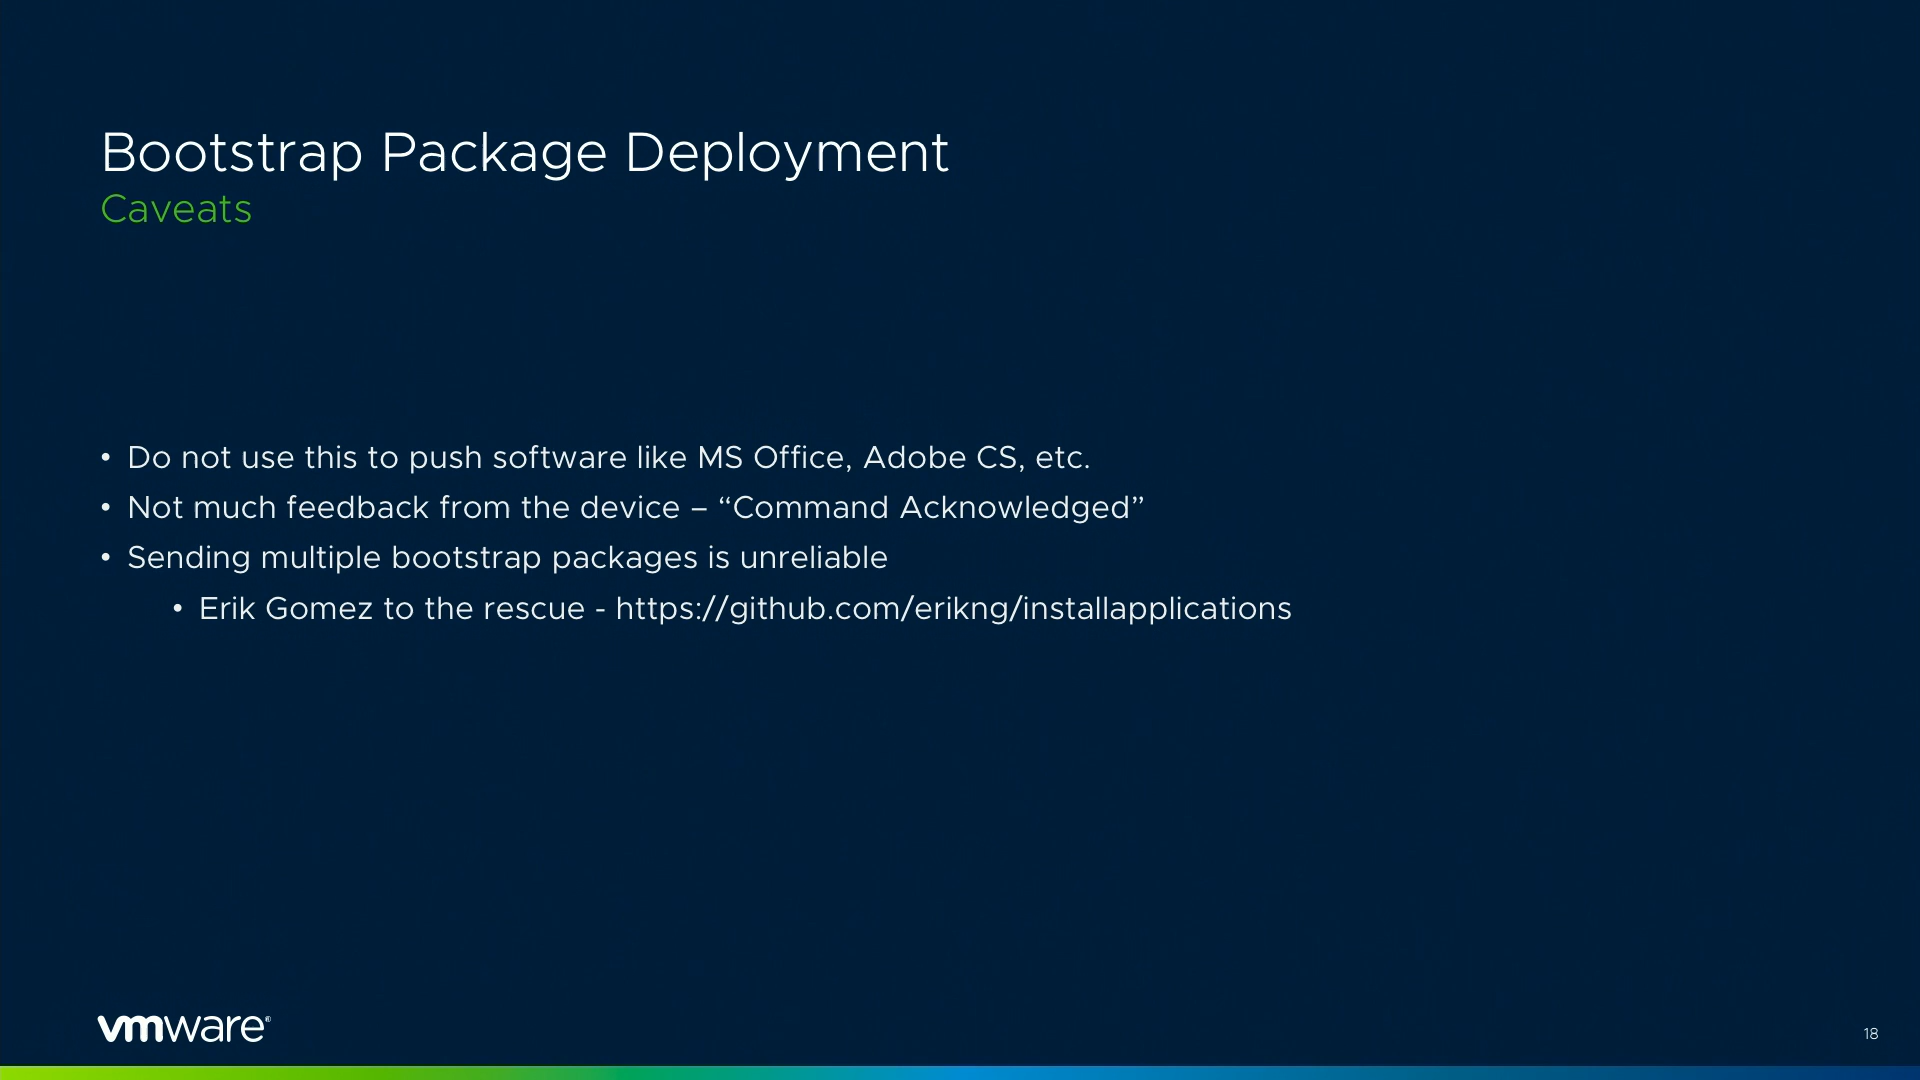 Bootstrap Package Deployment
Caveats
• Do not use this to push software like MS Office, Adobe CS, etc.
• Not much feedback from the device – “Command Acknowledged”
• Sending multiple bootstrap packages is unreliable
• Erik Gomez to the rescue - https://github.com/erikng/installapplications
vmware®
18